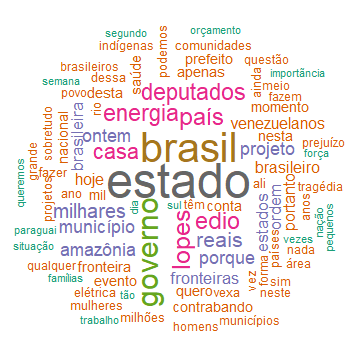 segundo orçamento
indígenas podemos comunidades
brasileiros saúde prefeito questão
semana dessa apenas ainda importância
povo desta deputados meio fazem
rio energia país momento
sobretudo nacional brasileira ontem venezuelanos
grande casa brasil nesta prejuízo
projeto força
queremos fazer hoje estado brasileiro
projetos ano mil ali tragédia
milhares dia sul têm conta portanto
paraguai município governo lopes edio estados ordem anos nação pequenos
situação amazônia reais países vezes
qualquer fronteira porque forma nada
famílias evento fronteiras vez área
elétrica tão quero vexa sim
mulheres contrabando neste
trabalho milhões homens municípios